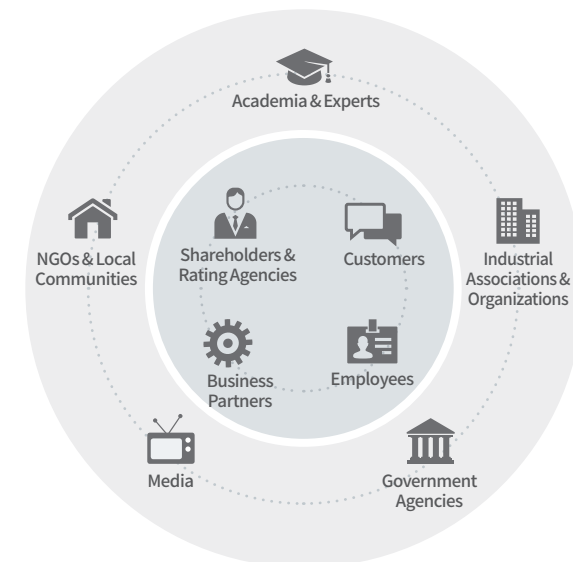 Academia & Experts
NGOs & Local
Communities
Shareholders &
Rating Agencies
Customers
Industrial
Associations &
Organizations
Business
Partners
Employees
Media
Government
Agencies